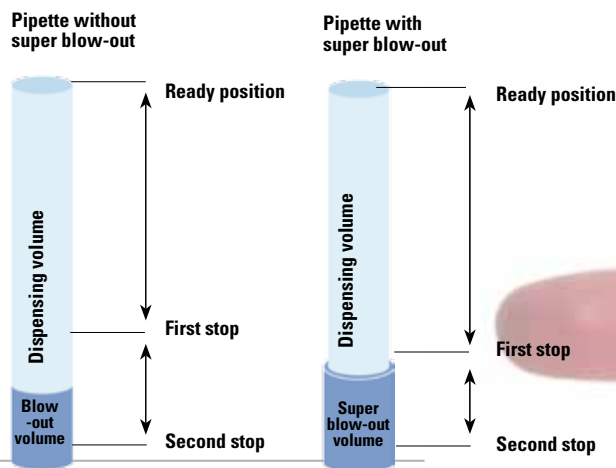 Pipette without
super blow-out
Ready position
Dispensing volume
First stop
Blow
-out
volume
Second stop
Pipette with
super blow-out
Ready position
Dispensing volume
First stop
Super
blow-out
volume
Second stop